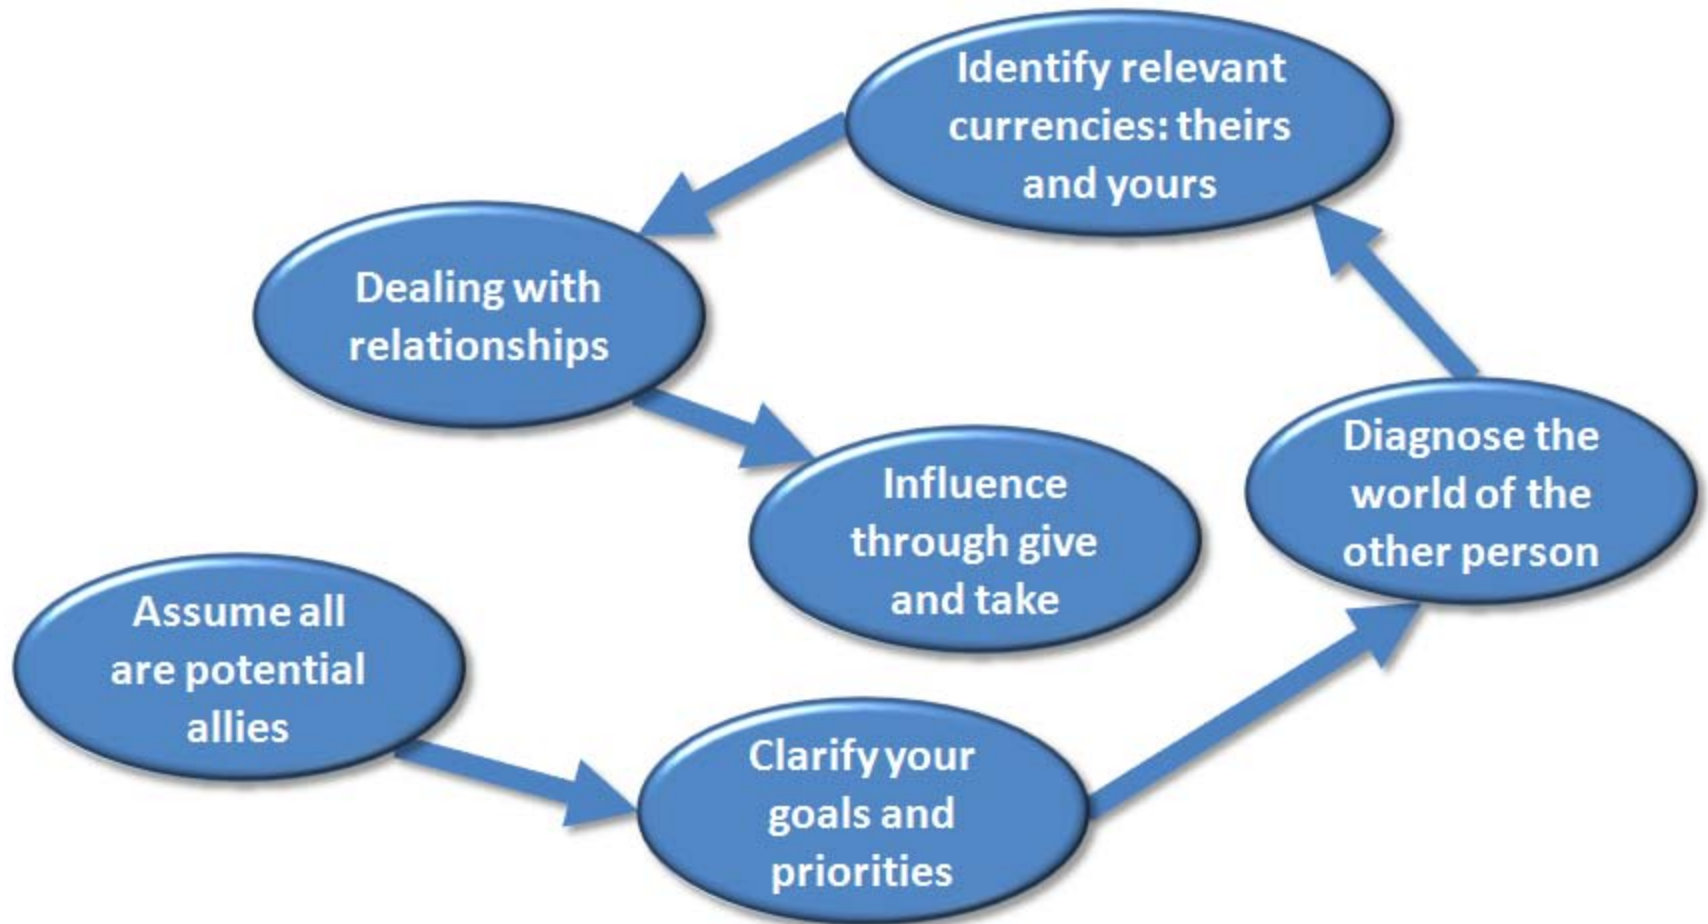 Identify relevant
currencies: theirs
and yours
Dealing with
relationships
Diagnose the
world of the
other person
Influence
through give
and take
Assume all
are potential
allies
Clarify your
goals and
priorities